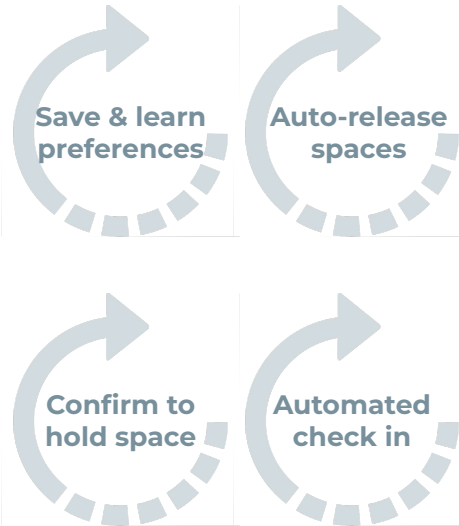 Save & learn
preferences
Auto-release
spaces
Confirm to
hold space
Automated
check in